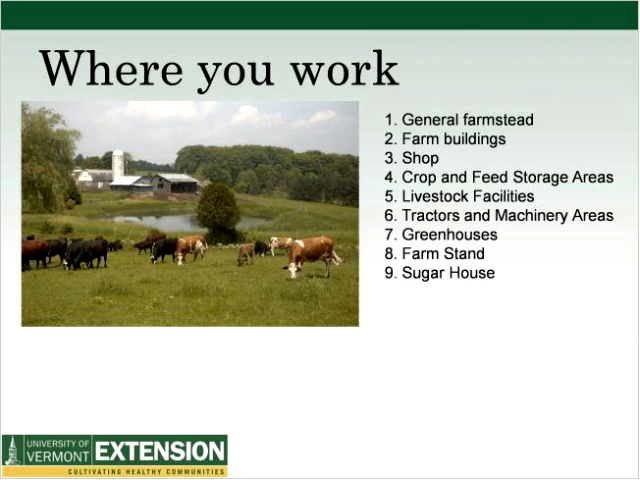 Where you work
1. General farmstead
2. Farm buildings
3. Shop
4. Crop and Feed Storage Areas
5. Livestock Facilities
6. Tractors and Machinery Areas
7. Greenhouses
8. Farm Stand
9. Sugar House
UNIVERSITY OF
VERMONT EXTENSION
CULTIVATING HEALTHY COMMUNITIES